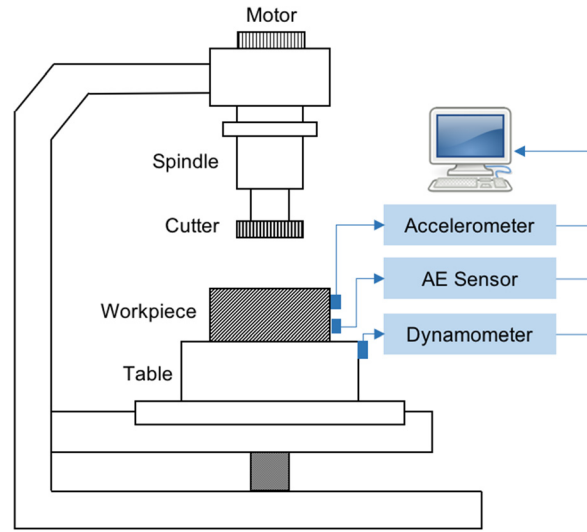 Motor
Spindle
Cutter
Accelerometer
AE Sensor
Workpiece
Dynamometer
Table